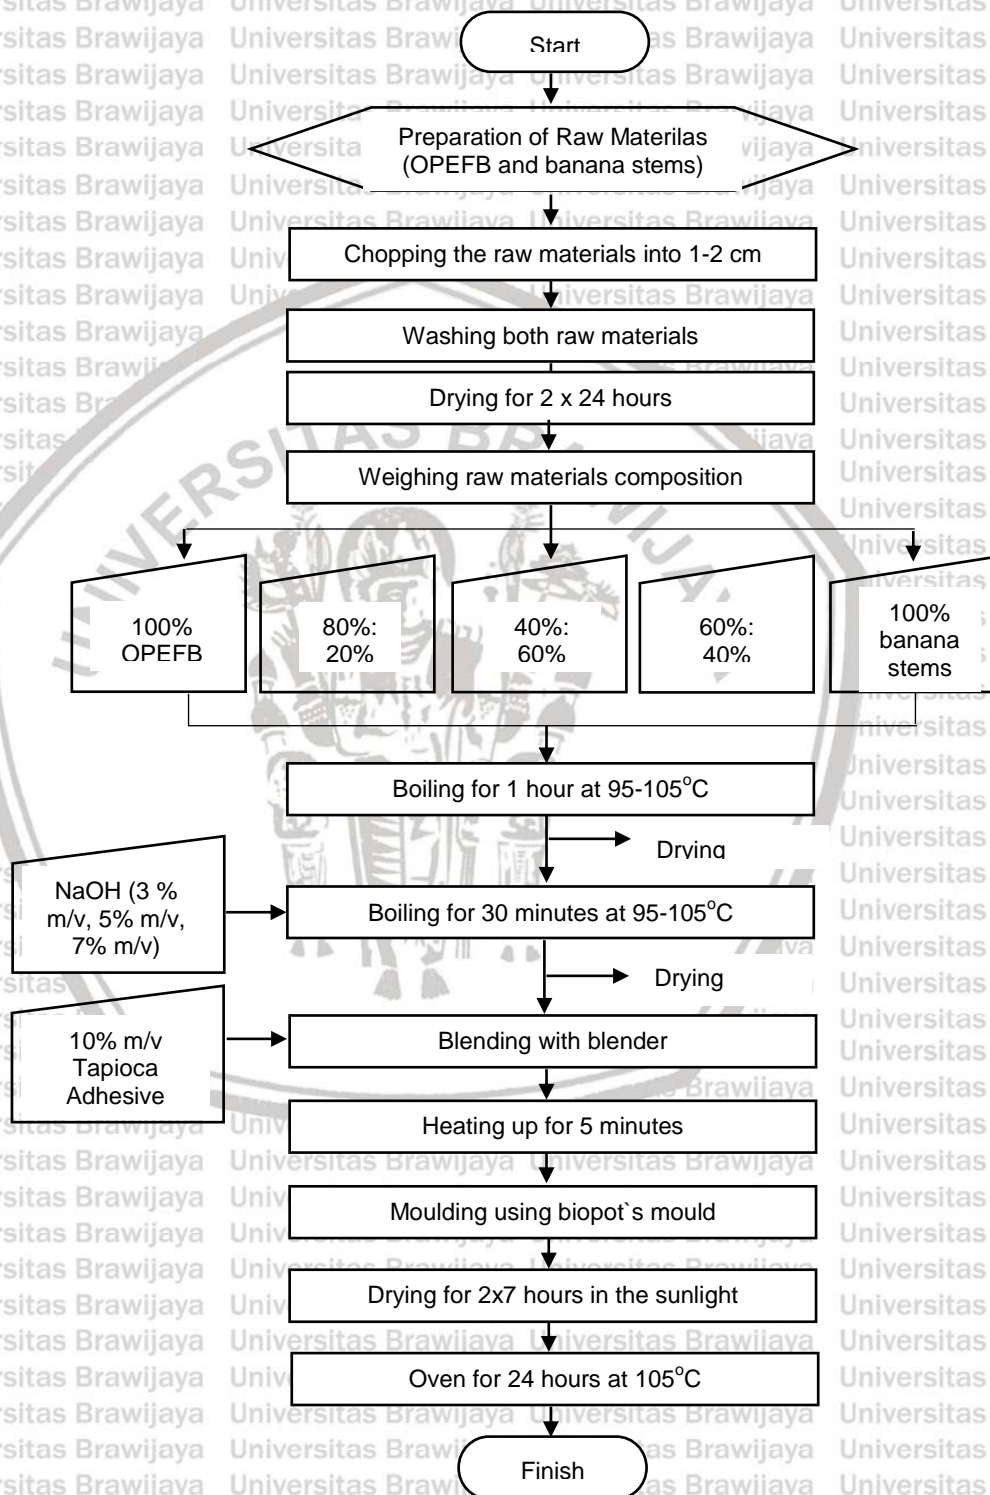 Start
Preparation of Raw Materilas
(OPEFB and banana stems)
Chopping the raw materials into 1-2 cm
Washing both raw materials
Drying for 2 x 24 hours
Weighing raw materials composition
100%
OPEFB
80%:
20%
40%:
60%
60%:
40%
100%
banana
stems
Boiling for 1 hour at 95-105°C
Drying
NaOH (3 %
m/v, 5% m/v,
7% m/v)
Boiling for 30 minutes at 95-105°C
Drying
10% m/v
Tapioca
Adhesive
Blending with blender
Heating up for 5 minutes
Moulding using biopot`s mould
Drying for 2x7 hours in the sunlight
Oven for 24 hours at 105°C
Finish